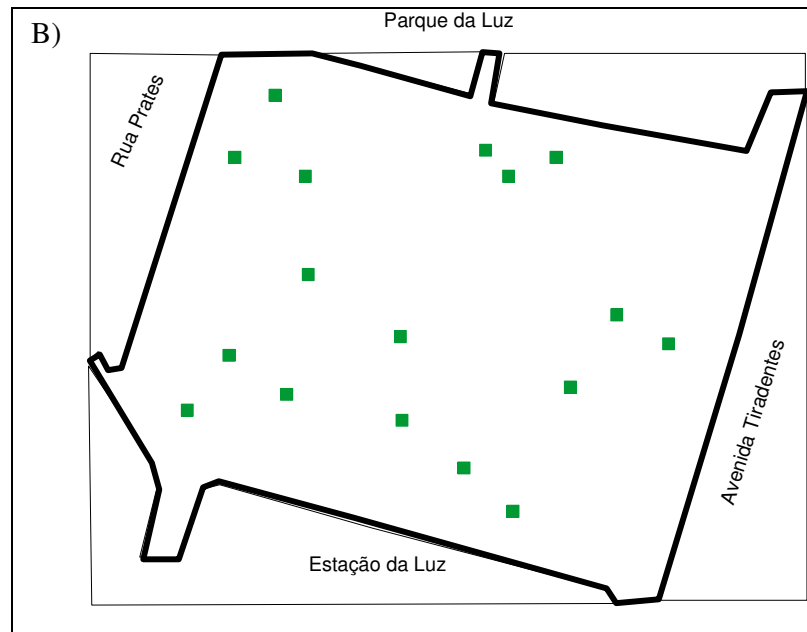 Parque da Luz
B)
Rua Prates
Avenida Tiradentes
Estação da Luz